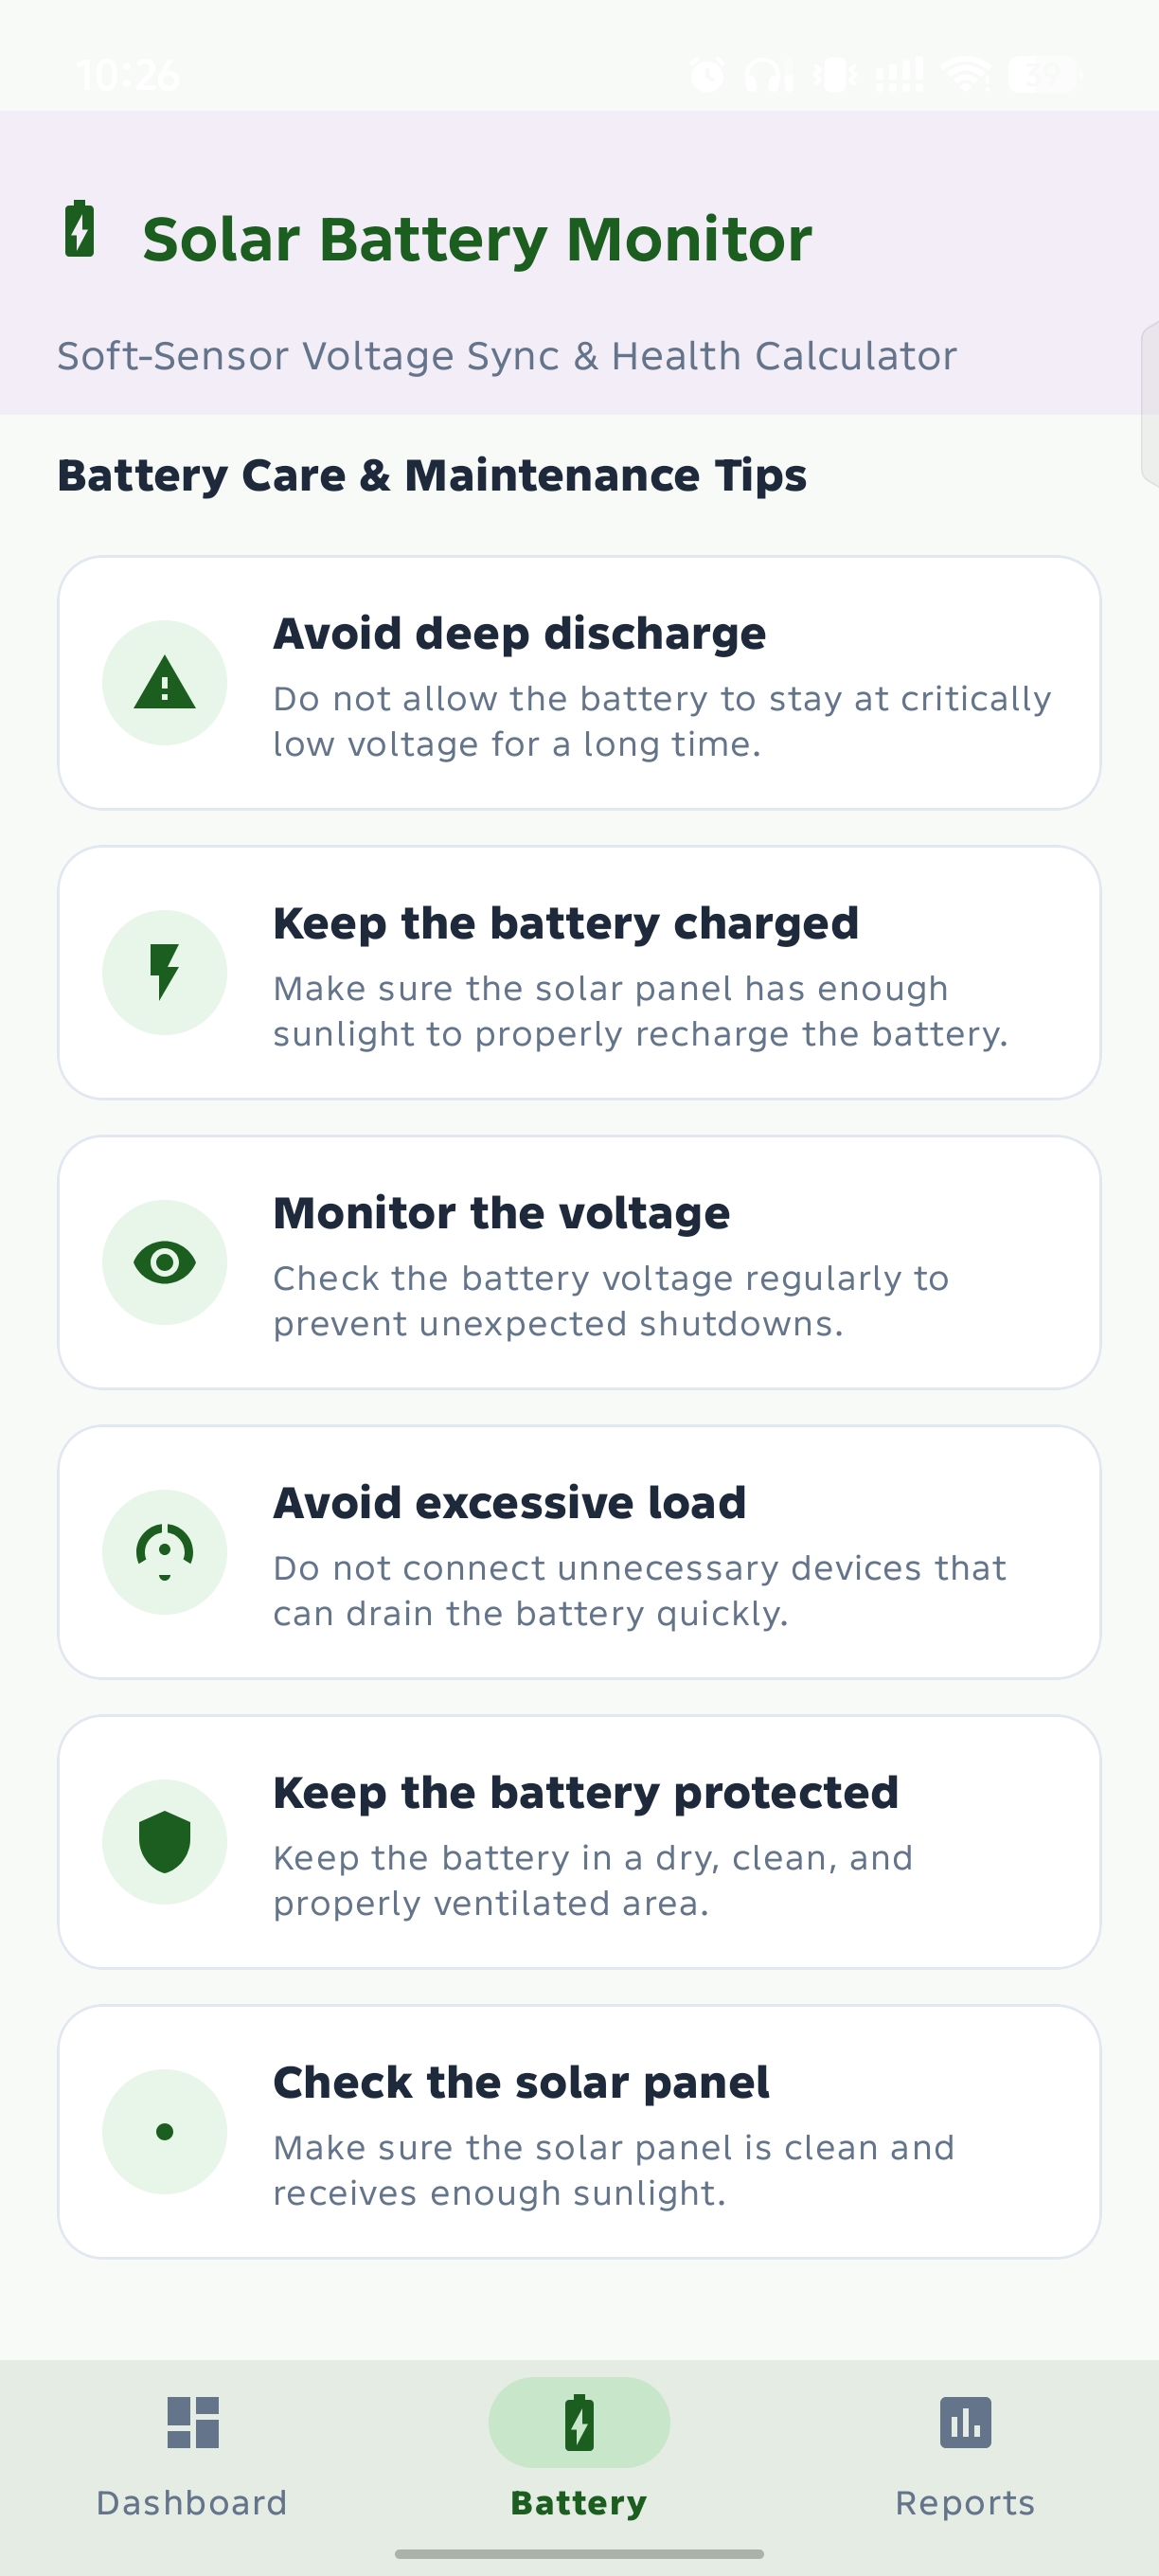 10:26
39
Solar Battery Monitor
Soft-Sensor Voltage Sync & Health Calculator
Battery Care & Maintenance Tips
Avoid deep discharge
Do not allow the battery to stay at critically
low voltage for a long time.
Keep the battery charged
Make sure the solar panel has enough
sunlight to properly recharge the battery.
Monitor the voltage
Check the battery voltage regularly to
prevent unexpected shutdowns.
Avoid excessive load
Do not connect unnecessary devices that
can drain the battery quickly.
Keep the battery protected
Keep the battery in a dry, clean, and
properly ventilated area.
Check the solar panel
Make sure the solar panel is clean and
receives enough sunlight.
Dashboard
Battery
Reports